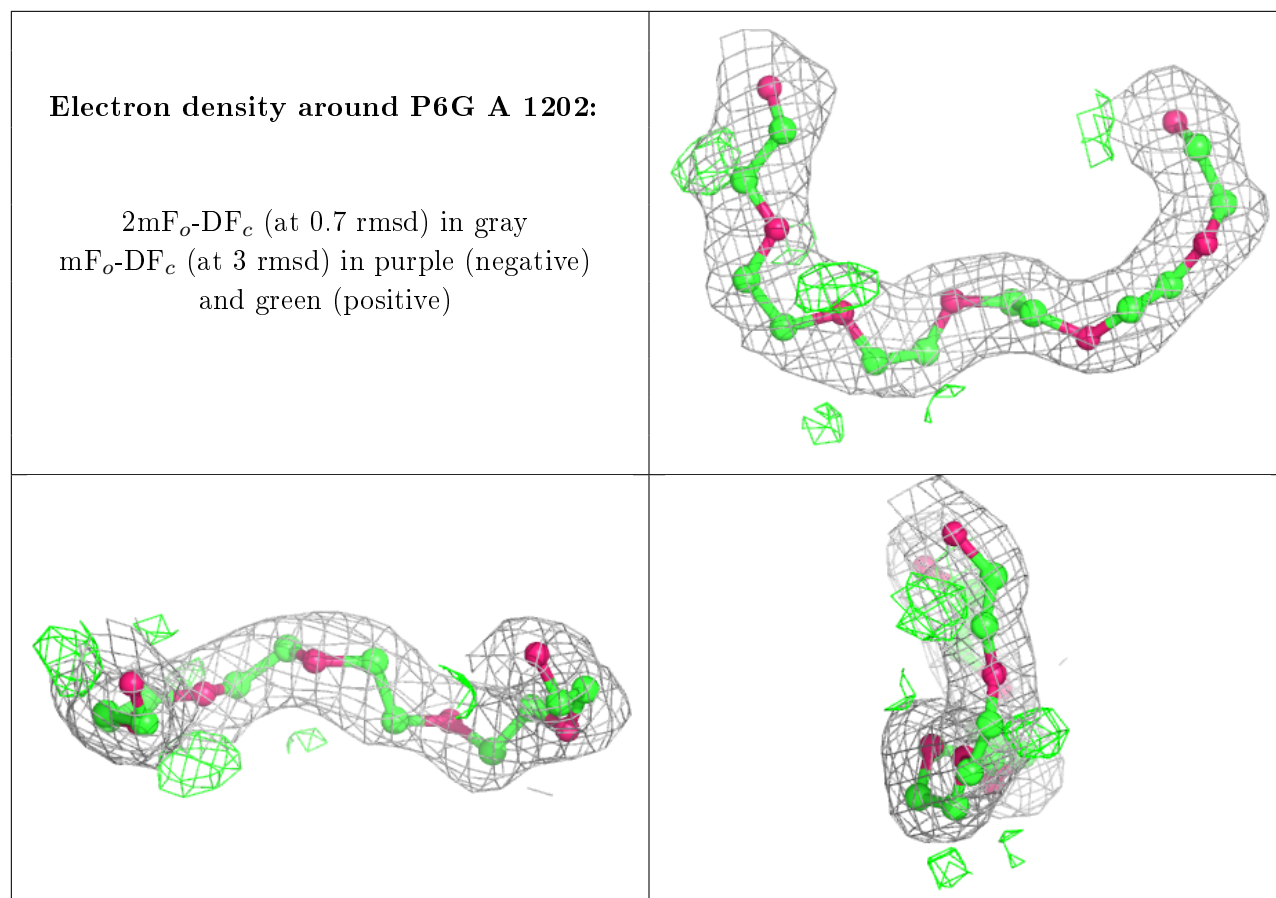 Electron density around P6G A 1202:
2mFₒ-DF𝒸 (at 0.7 rmsd) in gray
mFₒ-DF𝒸 (at 3 rmsd) in purple (negative)
and green (positive)